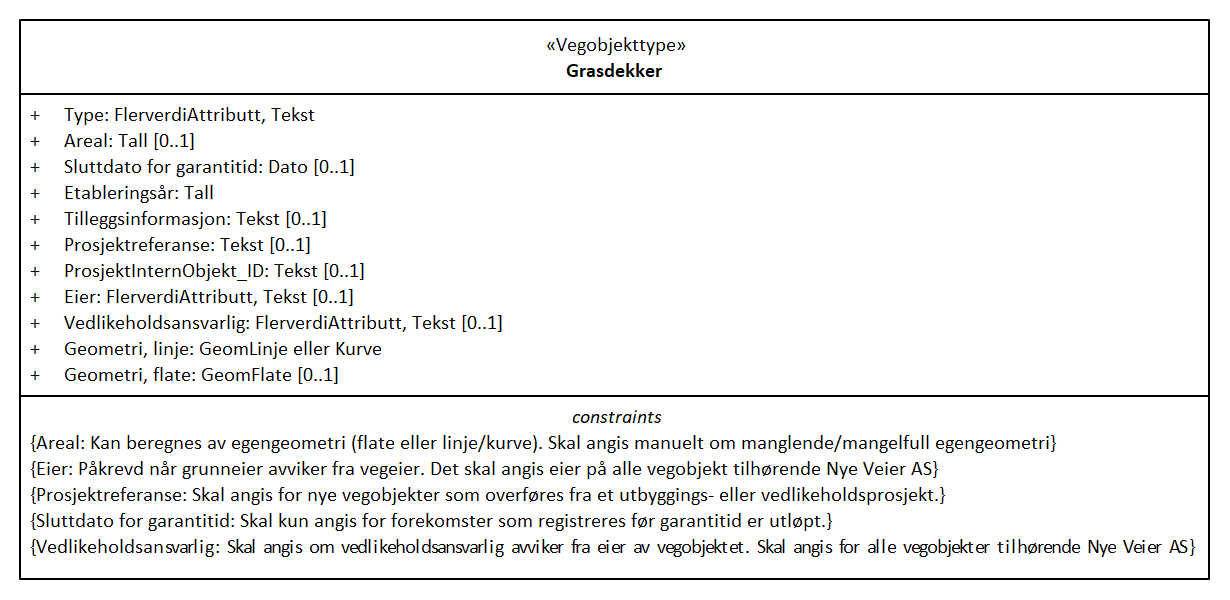 «Vegobjekttype»
Grasdekker
+ Type: FlerverdiAttributt, Tekst
+ Areal: Tall [0..1]
+ Sluttdato for garantitid: Dato [0..1]
+ Etableringsår: Tall
+ Tilleggsinformasjon: Tekst [0..1]
+ Prosjektreferanse: Tekst [0..1]
+ ProsjektInternObjekt_ID: Tekst [0..1]
+ Eier: FlerverdiAttributt, Tekst [0..1]
+ Vedlikeholdsansvarlig: FlerverdiAttributt, Tekst [0..1]
+ Geometri, linje: GeomLinje eller Kurve
+ Geometri, flate: GeomFlate [0..1]
constraints
{Areal: Kan beregnes av egengeometri (flate eller linje/kurve). Skal angis manuelt om manglende/mangelfull egengeometri}
{Eier: Påkrevd når grunneier avviker fra vegeier. Det skal angis eier på alle vegobjekt tilhørende Nye Veier AS}
{Prosjektreferanse: Skal angis for nye vegobjekter som overføres fra et utbyggings- eller vedlikeholdsprosjekt.}
{Sluttdato for garantitid: Skal kun angis for forekomster som registreres før garantitid er utløpt.}
{Vedlikeholdsansvarlig: Skal angis om vedlikeholdsansvarlig avviker fra eier av vegobjektet. Skal angis for alle vegobjekter tilhørende Nye Veier AS}